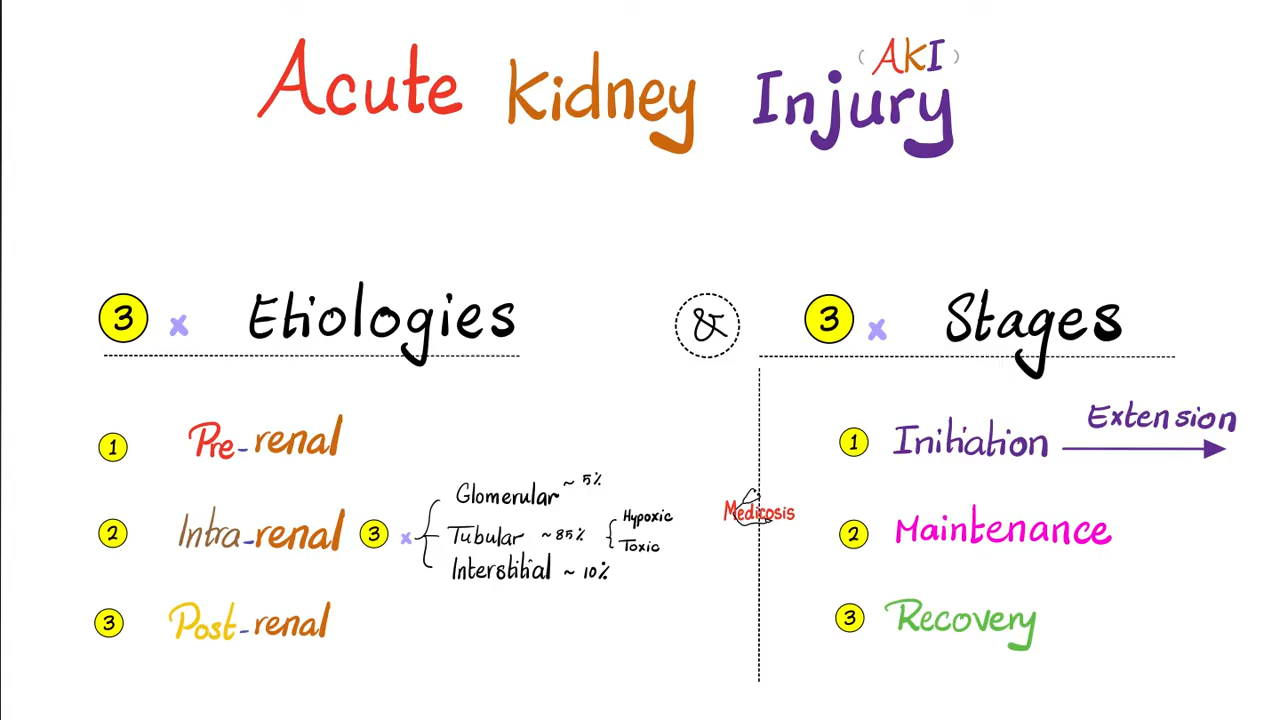 Acute Kidney Injury (AKI)
3 x Etiologies & 3 x Stages
1 Pre-renal
2 Intra-renal 3 x
Glomerular ~ 5%
Tubular ~ 85%
Hypoxic
Toxic
Interstitial ~ 10%
3 Post-renal
Medicosis
1 Initiation Extension
2 Maintenance
3 Recovery